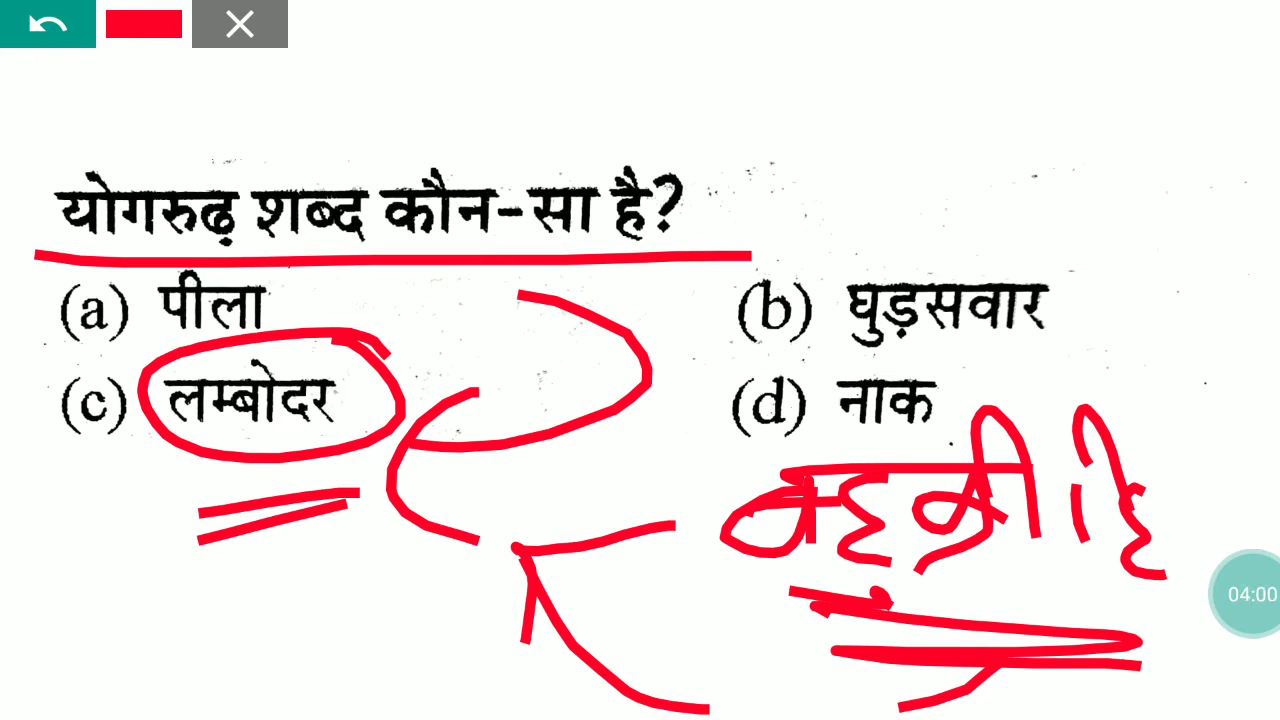 योगरुढ़ शब्द कौन-सा है?
(a) पीला (b) घुड़सवार
(c) लम्बोदर (d) नाक
04:00